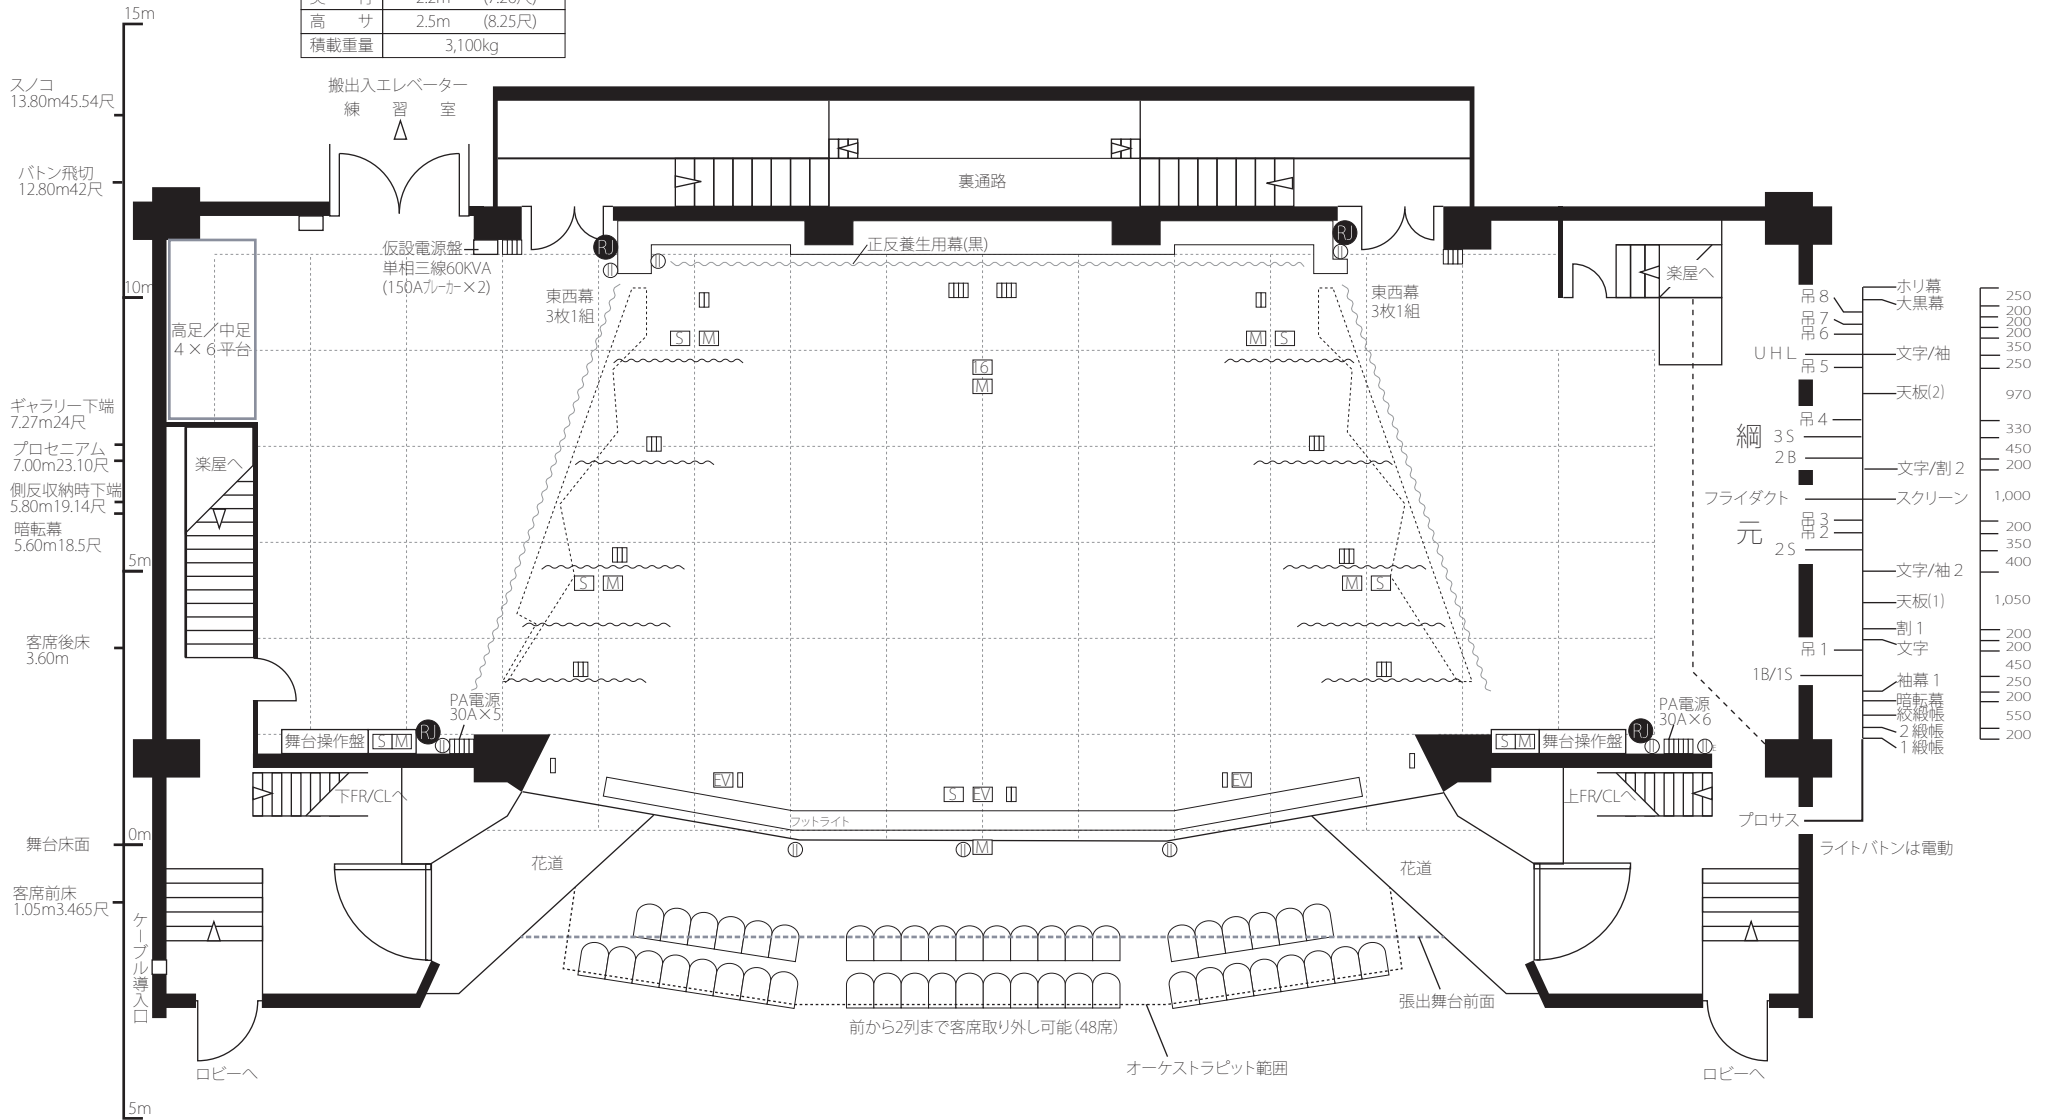 15m
高 サ 2.5m (8.25尺)
積載重量 3,100kg
スノコ
13.80m45.54尺
搬出入エレベーター
練 習 室
バトン飛切
12.80m42尺
裏通路
RJ
RJ
仮設電源盤
単相三線60KVA
(150Aブレーカー×2)
正反養生用幕(黒)
楽屋へ
10m
東西幕
3枚1組
東西幕
3枚1組
高足／中足
4×6平台
S M
M S
16
M
ギャラリー下端
7.27m24尺
プロセニアム
7.00m23.10尺
側反収納時下端
5.80m19.14尺
暗転幕
5.60m18.5尺
楽屋へ
5m
S M
M S
客席後床
3.60m
PA電源
30A×5
PA電源
30A×6
舞台操作盤 S M RJ
S M 舞台操作盤 RJ
E
EV
S EV
EV
下FR/CLへ
上FR/CLへ
フットライト
M
0m
舞台床面
花道
花道
客席前床
1.05m3.465尺
ケーブル導入口
張出舞台前面
前から2列まで客席取り外し可能(48席)
オーケストラピット範囲
ロビーへ
ロビーへ
5m
綱
元
吊8
吊7
吊6
UHL
吊5
吊4
3S
2B
フライダクト
吊3
吊2
2S
吊1
1B/1S
プロサス
ライトバトンは電動
ホリ幕
大黒幕
文字/袖
天板(2)
文字/割2
スクリーン
文字/袖2
天板(1)
割1
文字
袖幕1
暗転幕
絞緞帳
2緞帳
1緞帳
250
200
200
350
250
970
330
450
200
1,000
200
350
400
1,050
200
200
450
250
200
550
200